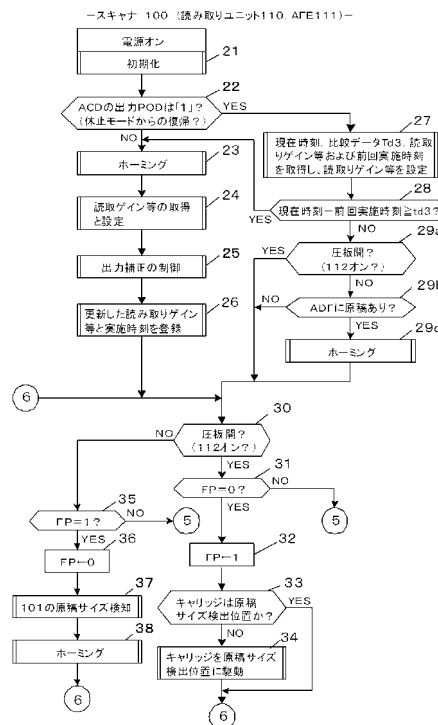 −スキャナ 100 (読み取りユニット110, AFE111)−
電源オン
初期化
21
22
ACDの出力PODは「1」?
(休止モードからの復帰?)
YES
NO
27
現在時刻、比較データTd3、読取
りゲイン等および前回実施時刻
を取得し、読取りゲイン等を設定
ホーミング
23
28
現在時刻−前回実施時刻≧td3?
YES
NO
24
読取ゲイン等の取得
と設定
29a
圧板開?
(112オン?)
YES
NO
25
出力補正の制御
29b
ADFに原稿あり?
NO
YES
26
更新した読み取りゲイン
等と実施時刻を登録
29c
ホーミング
6
30
圧板開?
(112オン?)
NO
YES
31
FP=0?
NO
YES
5
35
FP=1?
NO
5
YES
36
FP←0
32
FP←1
37
101の原稿サイズ検知
33
キャリッジは原稿
サイズ検出位置か?
YES
NO
38
ホーミング
34
キャリッジを原稿サイズ
検出位置に駆動
6
6